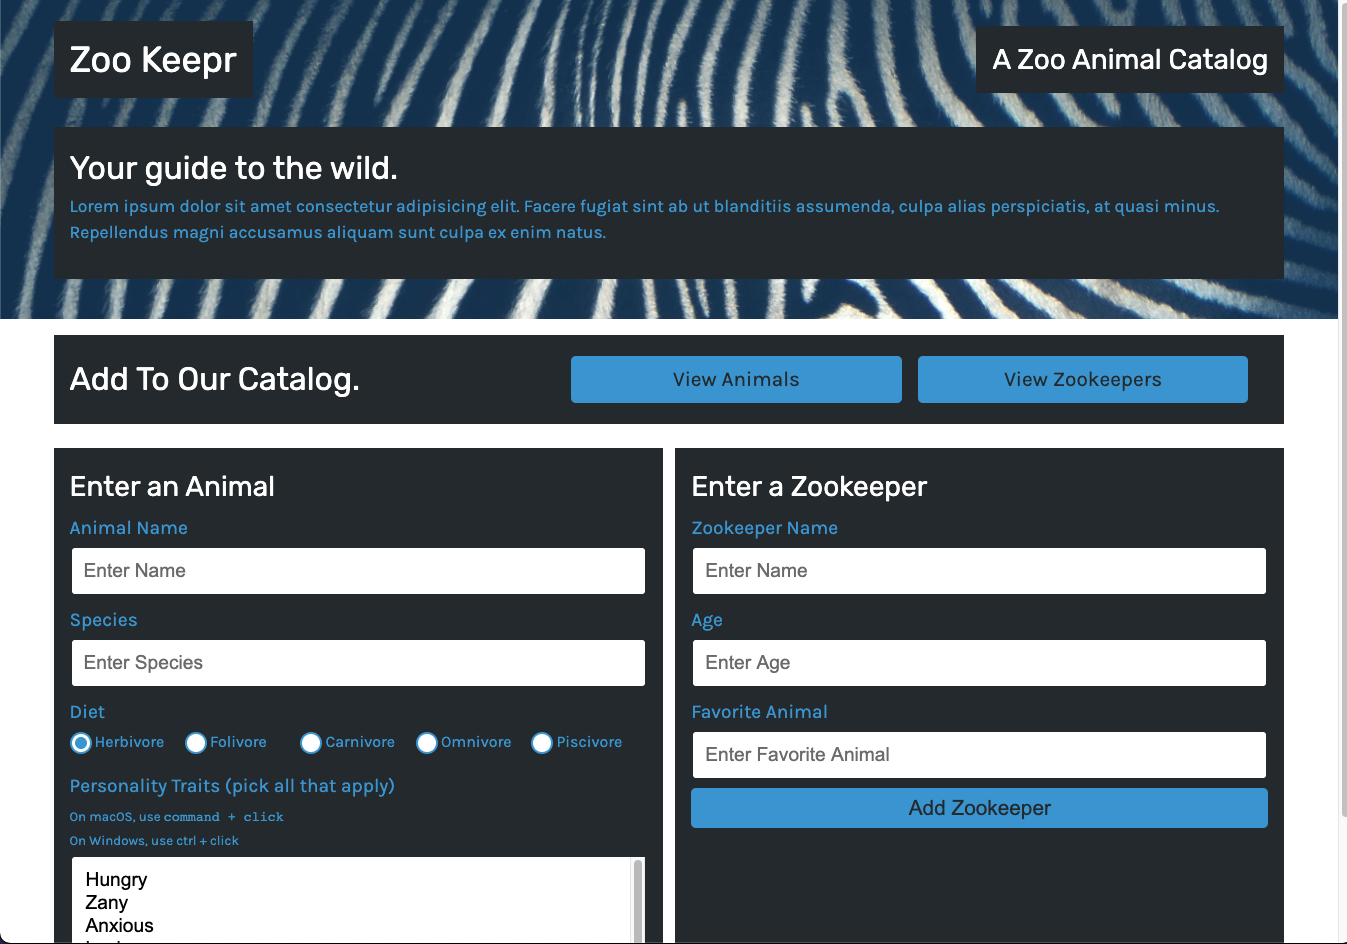 Zoo Keepr
A Zoo Animal Catalog
Your guide to the wild.
Lorem ipsum dolor sit amet consectetur adipisicing elit. Facere fugiat sint ab ut blanditiis assumenda, culpa alias perspiciatis, at quasi minus.
Repellendus magni accusamus aliquam sunt culpa ex enim natus.
Add To Our Catalog.
View Animals
View Zookeepers
Enter an Animal
Animal Name
Enter Name
Species
Enter Species
Diet
Herbivore Folivore Carnivore Omnivore Piscivore
Personality Traits (pick all that apply)
On macOS, use command + click
On Windows, use ctrl + click
Hungry
Zany
Anxious
Enter a Zookeeper
Zookeeper Name
Enter Name
Age
Enter Age
Favorite Animal
Enter Favorite Animal
Add Zookeeper